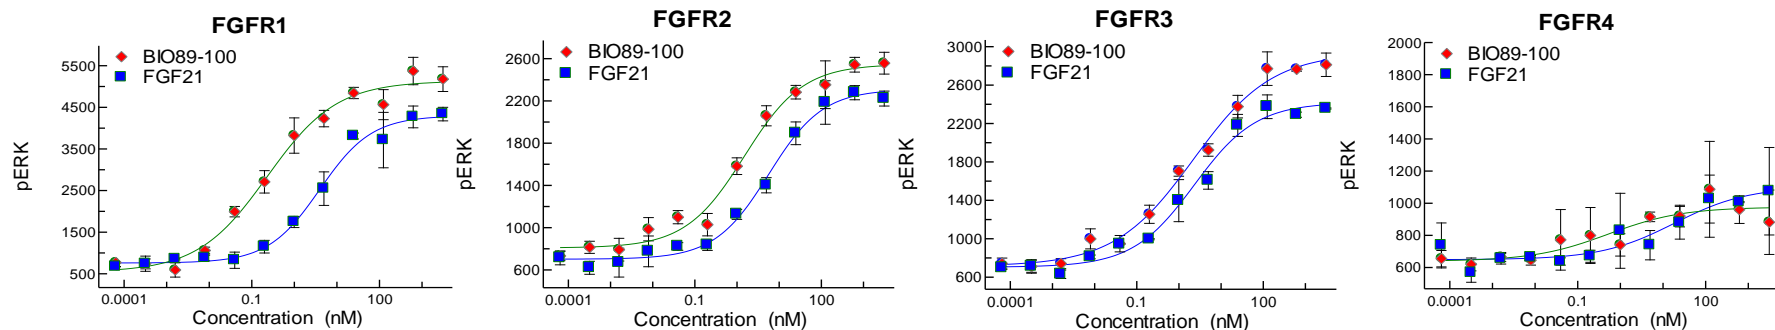 FGFR1
BIO89-100
FGF21
5500
4500
3500
2500
1500
500
pERK
0.0001
0.1
100
Concentration (nM)
FGFR2
BIO89-100
FGF21
2600
2200
1800
1400
1000
600
pERK
0.0001
0.1
100
Concentration (nM)
FGFR3
BIO89-100
FGF21
3000
2600
2200
1800
1400
1000
600
0.0001
0.1
100
Concentration (nM)
FGFR4
BIO89-100
FGF21
2000
1800
1600
1400
1200
1000
800
600
pERK
0.0001
0.1
100
Concentration (nM)